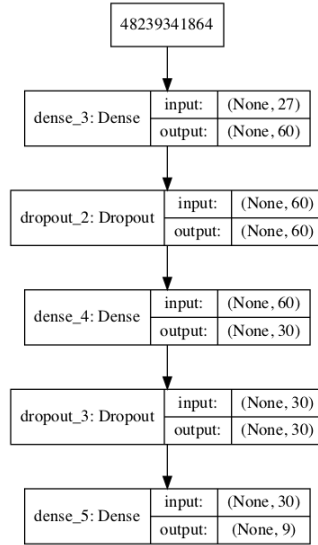 48239341864
dense_3: Dense
input: (None, 27)
output: (None, 60)
dropout_2: Dropout
input: (None, 60)
output: (None, 60)
dense_4: Dense
input: (None, 60)
output: (None, 30)
dropout_3: Dropout
input: (None, 30)
output: (None, 30)
dense_5: Dense
input: (None, 30)
output: (None, 9)